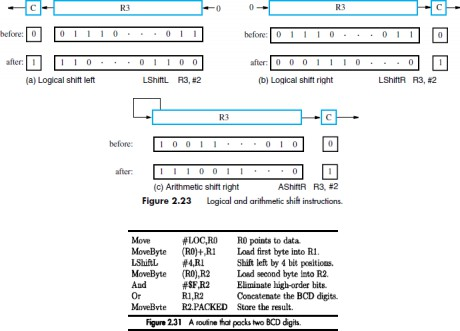 C R3 0
0 R3 C
before: 0 0 1 1 1 0 · · · 0 1 1
before: 0 1 1 1 0 · · · 0 1 1 0
after: 1 1 1 0 · · · 0 1 1 0 0
after: 0 0 0 1 1 1 0 · · · 0 1
(a) Logical shift left LShiftL R3, #2
(b) Logical shift right LShiftR R3, #2
R3 C
before: 1 0 0 1 1 · · · 0 1 0 0
after: 1 1 1 0 0 1 1 · · · 0 1
(c) Arithmetic shift right AShiftR R3, #2
Figure 2.23 Logical and arithmetic shift instructions.
Move #LOC,R0 R0 points to data.
MoveByte (R0)+,R1 Load first byte into R1.
LShiftL #4,R1 Shift left by 4 bit positions.
MoveByte (R0),R2 Load second byte into R2.
And #$F,R2 Eliminate high-order bits.
Or R1,R2 Concatenate the BCD digits.
MoveByte R2,PACKED Store the result.
Figure 2.31 A routine that packs two BCD digits.